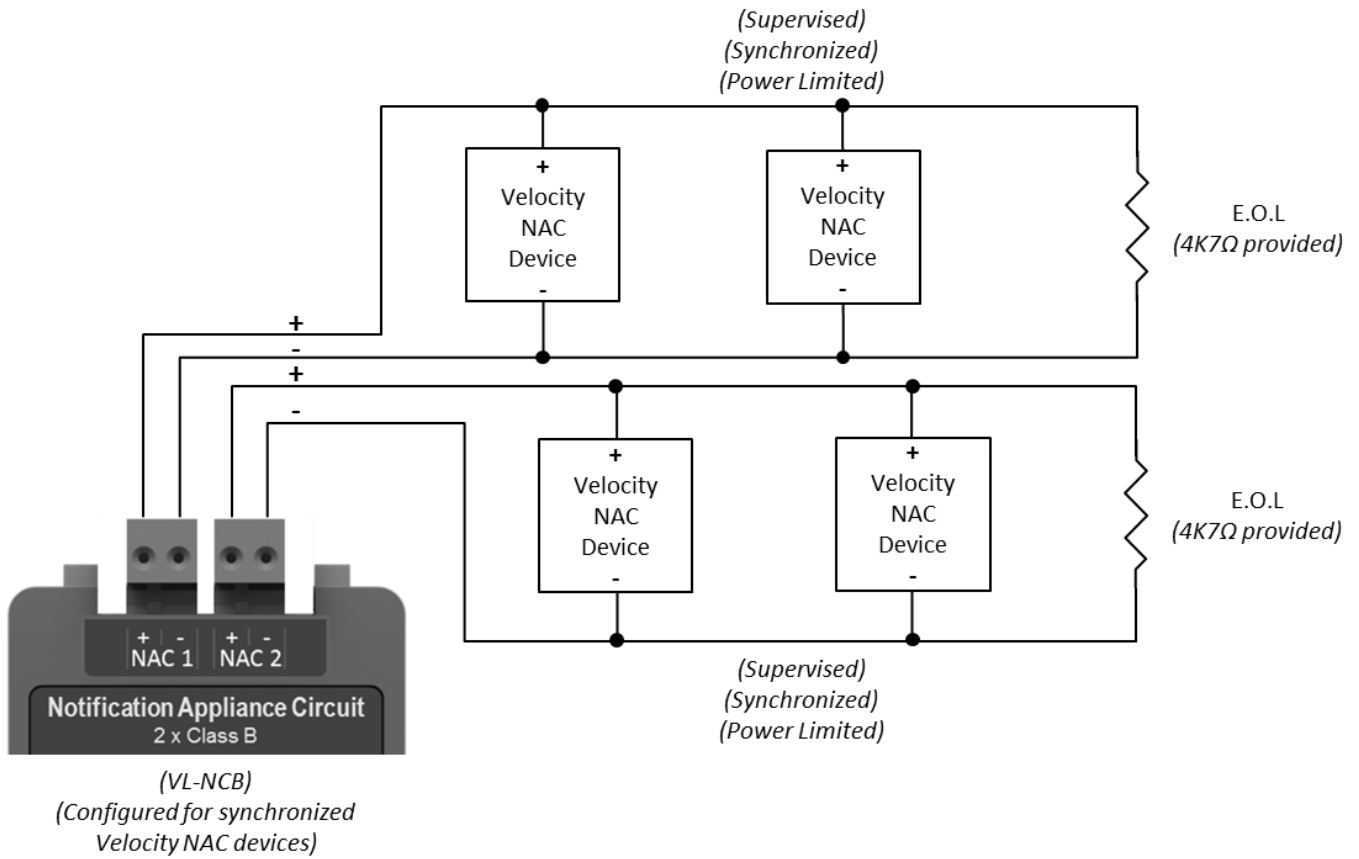 (Supervised)
(Synchronized)
(Power Limited)
+
Velocity
NAC
Device
-
+
Velocity
NAC
Device
-
E.O.L
(4K7Ω provided)
+
-
+
-
+
Velocity
NAC
Device
-
+
Velocity
NAC
Device
-
E.O.L
(4K7Ω provided)
+ - + -
NAC 1 NAC 2
Notification Appliance Circuit
2 x Class B
(Supervised)
(Synchronized)
(Power Limited)
(VL-NCB)
(Configured for synchronized
Velocity NAC devices)